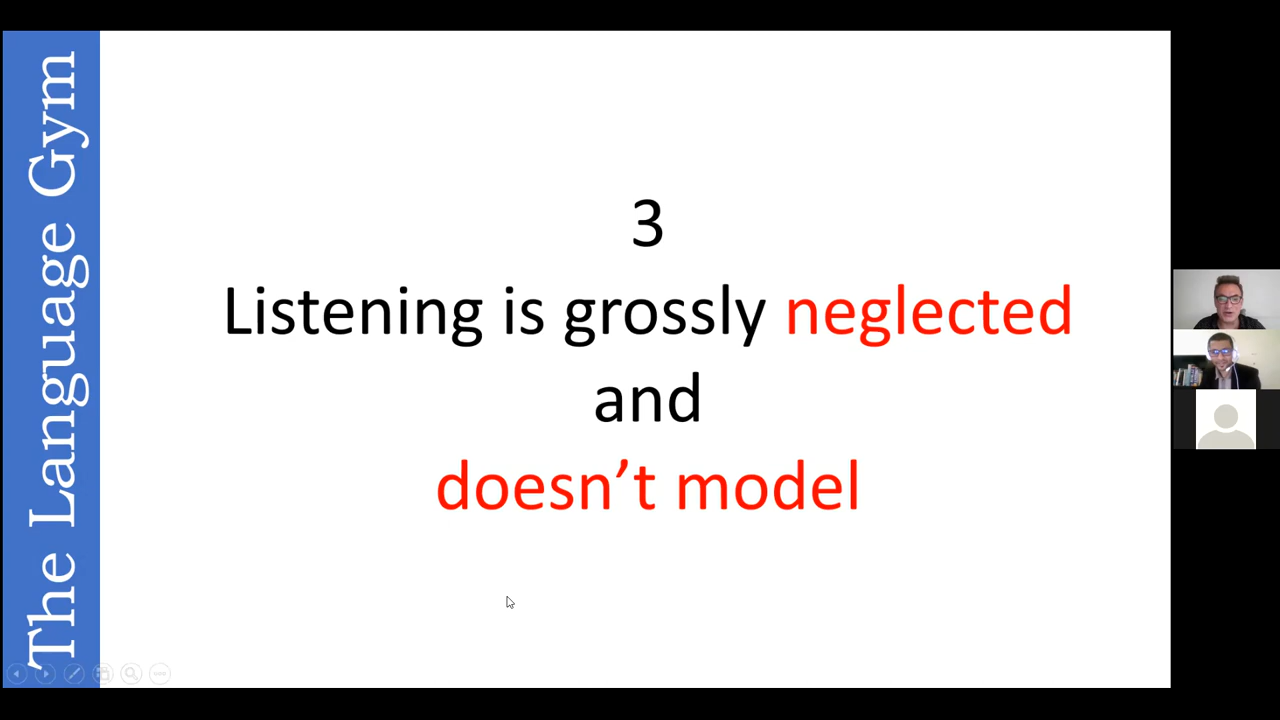 The Language Gym
3
Listening is grossly neglected
and
doesn’t model